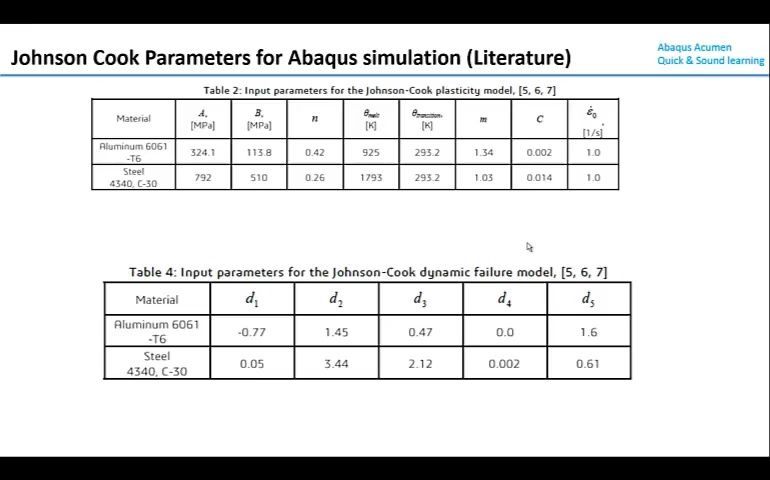 Johnson Cook Parameters for Abaqus simulation (Literature)
Abaqus Acumen
Quick & Sound learning
Table 2: Input parameters for the Johnson-Cook plasticity model, [5, 6, 7]
Material A, [MPa] B, [MPa] n θmelt [K] θtransition, [K] m C ε̇0, [1/s]
Aluminum 6061 -T6 324.1 113.8 0.42 925 293.2 1.34 0.002 1.0
Steel 4340, C-30 792 510 0.26 1793 293.2 1.03 0.014 1.0
Table 4: Input parameters for the Johnson-Cook dynamic failure model, [5, 6, 7]
Material d1 d2 d3 d4 d5
Aluminum 6061 -T6 -0.77 1.45 0.47 0.0 1.6
Steel 4340, C-30 0.05 3.44 2.12 0.002 0.61